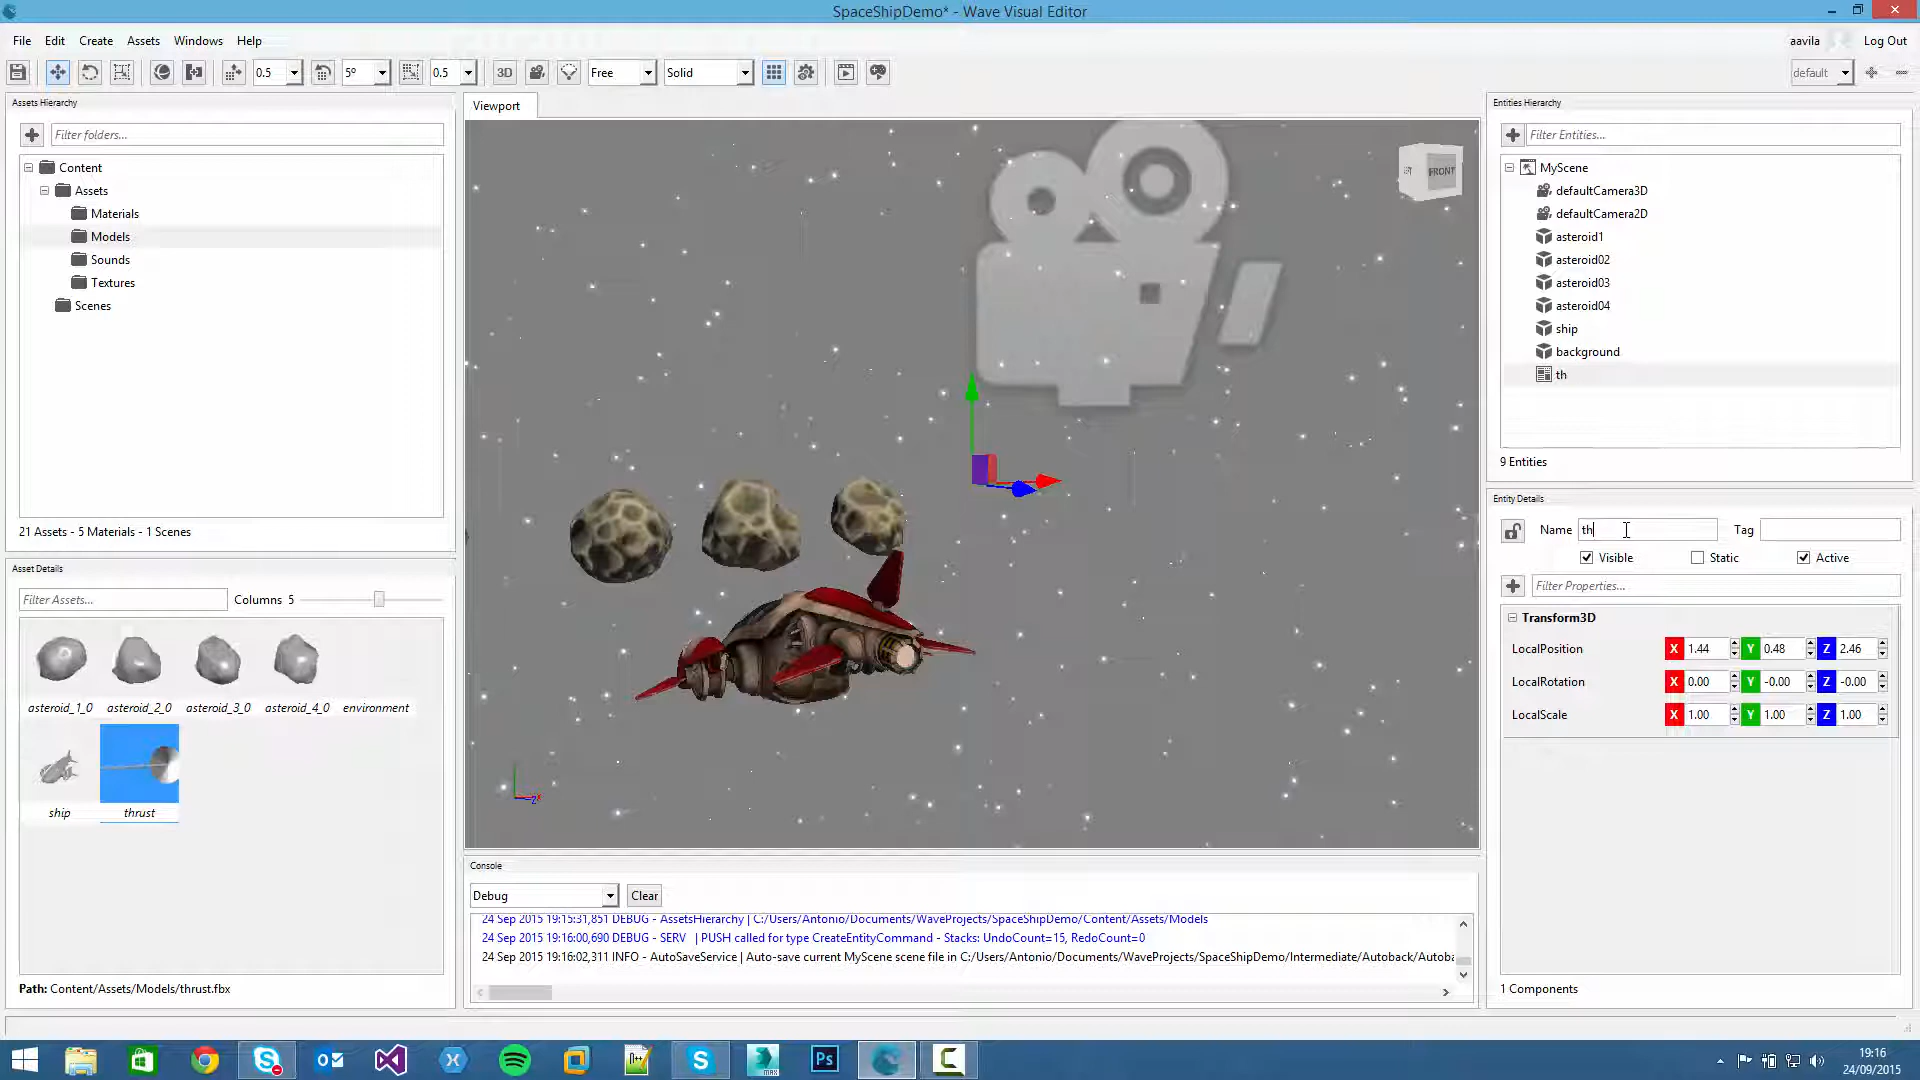 SpaceShipDemo* - Wave Visual Editor
File Edit Create Assets Windows Help
aavila Log Out
0.5 5º 0.5 3D Free Solid default
Assets Hierarchy
Filter folders...
Content
Assets
Materials
Models
Sounds
Textures
Scenes
21 Assets - 5 Materials - 1 Scenes
Asset Details
Filter Assets... Columns 5
asteroid_1_0 asteroid_2_0 asteroid_3_0 asteroid_4_0 environment
ship thrust
Path: Content/Assets/Models/thrust.fbx
Viewport
FRONT
Console
Debug Clear
24 Sep 2015 19:15:31,851 DEBUG - AssetsHierarchy | C:/Users/Antonio/Documents/WaveProjects/SpaceShipDemo/Content/Assets/Models
24 Sep 2015 19:16:00,690 DEBUG - SERV | PUSH called for type CreateEntityCommand - Stacks: UndoCount=15, RedoCount=0
24 Sep 2015 19:16:02,311 INFO - AutoSaveService | Auto-save current MyScene scene file in C:/Users/Antonio/Documents/WaveProjects/SpaceShipDemo/Intermediate/Autoback/Autoba
Entities Hierarchy
Filter Entities...
MyScene
defaultCamera3D
defaultCamera2D
asteroid1
asteroid02
asteroid03
asteroid04
ship
background
th
9 Entities
Entity Details
Name th Tag
Visible Static Active
Filter Properties...
Transform3D
LocalPosition X 1.44 Y 0.48 Z 2.46
LocalRotation X 0.00 Y -0.00 Z -0.00
LocalScale X 1.00 Y 1.00 Z 1.00
1 Components
19:16
24/09/2015